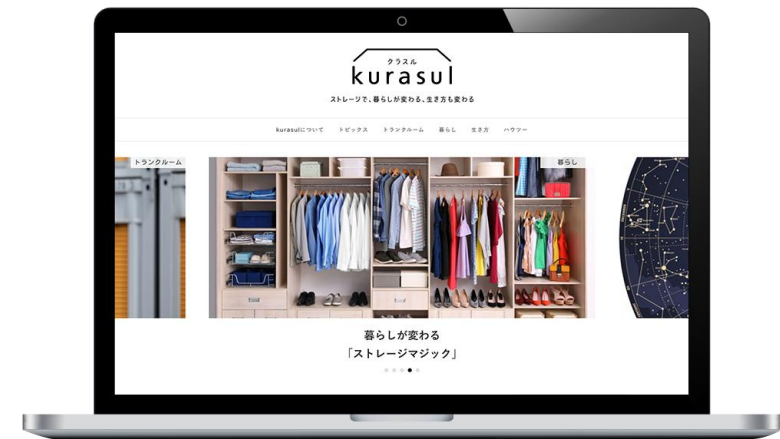 クラスル
kurasul
ストレージで、暮らしが変わる、生き方も変わる
kurasulについて トピックス トランクルーム 暮らし 生き方 ハウツー
トランクルーム
暮らし
暮らしが変わる
「ストレージマジック」